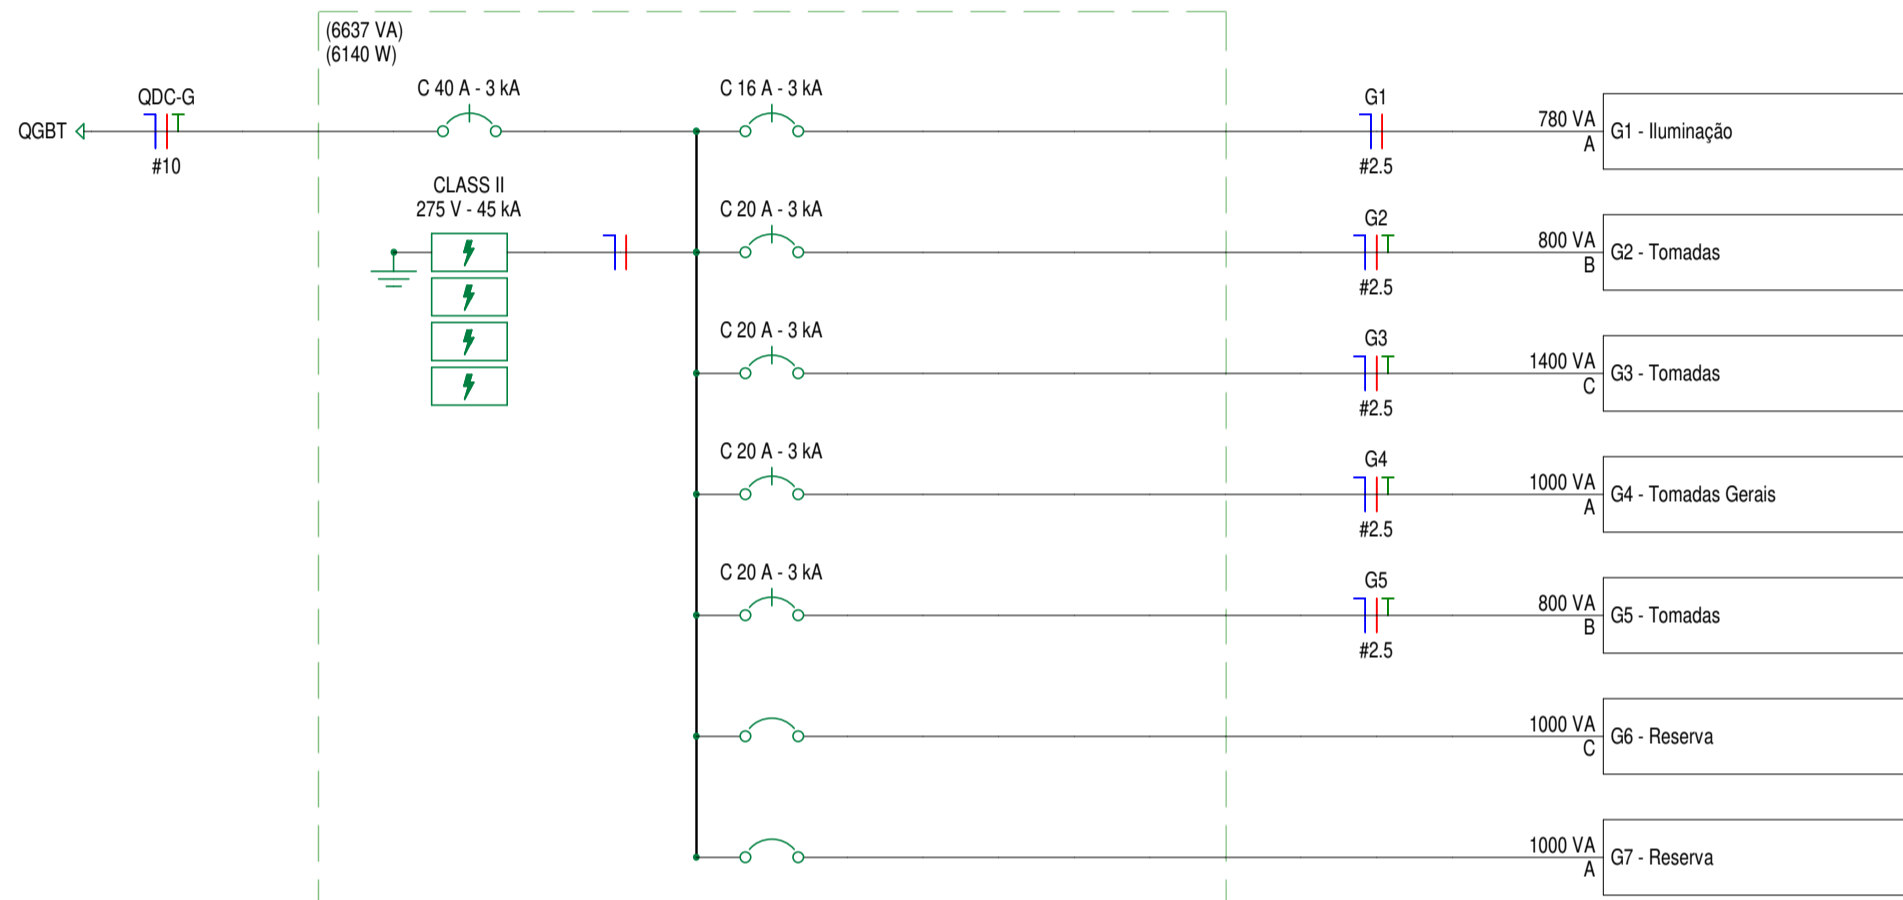 (6637 VA)
(6140 W)
QDC-G
QGBT
#10
C 40 A - 3 kA
CLASS II
275 V - 45 kA
C 16 A - 3 kA
G1
#2.5
780 VA
A
G1 - Iluminação
C 20 A - 3 kA
G2
#2.5
800 VA
B
G2 - Tomadas
C 20 A - 3 kA
G3
#2.5
1400 VA
C
G3 - Tomadas
C 20 A - 3 kA
G4
#2.5
1000 VA
A
G4 - Tomadas Gerais
C 20 A - 3 kA
G5
#2.5
800 VA
B
G5 - Tomadas
1000 VA
C
G6 - Reserva
1000 VA
A
G7 - Reserva